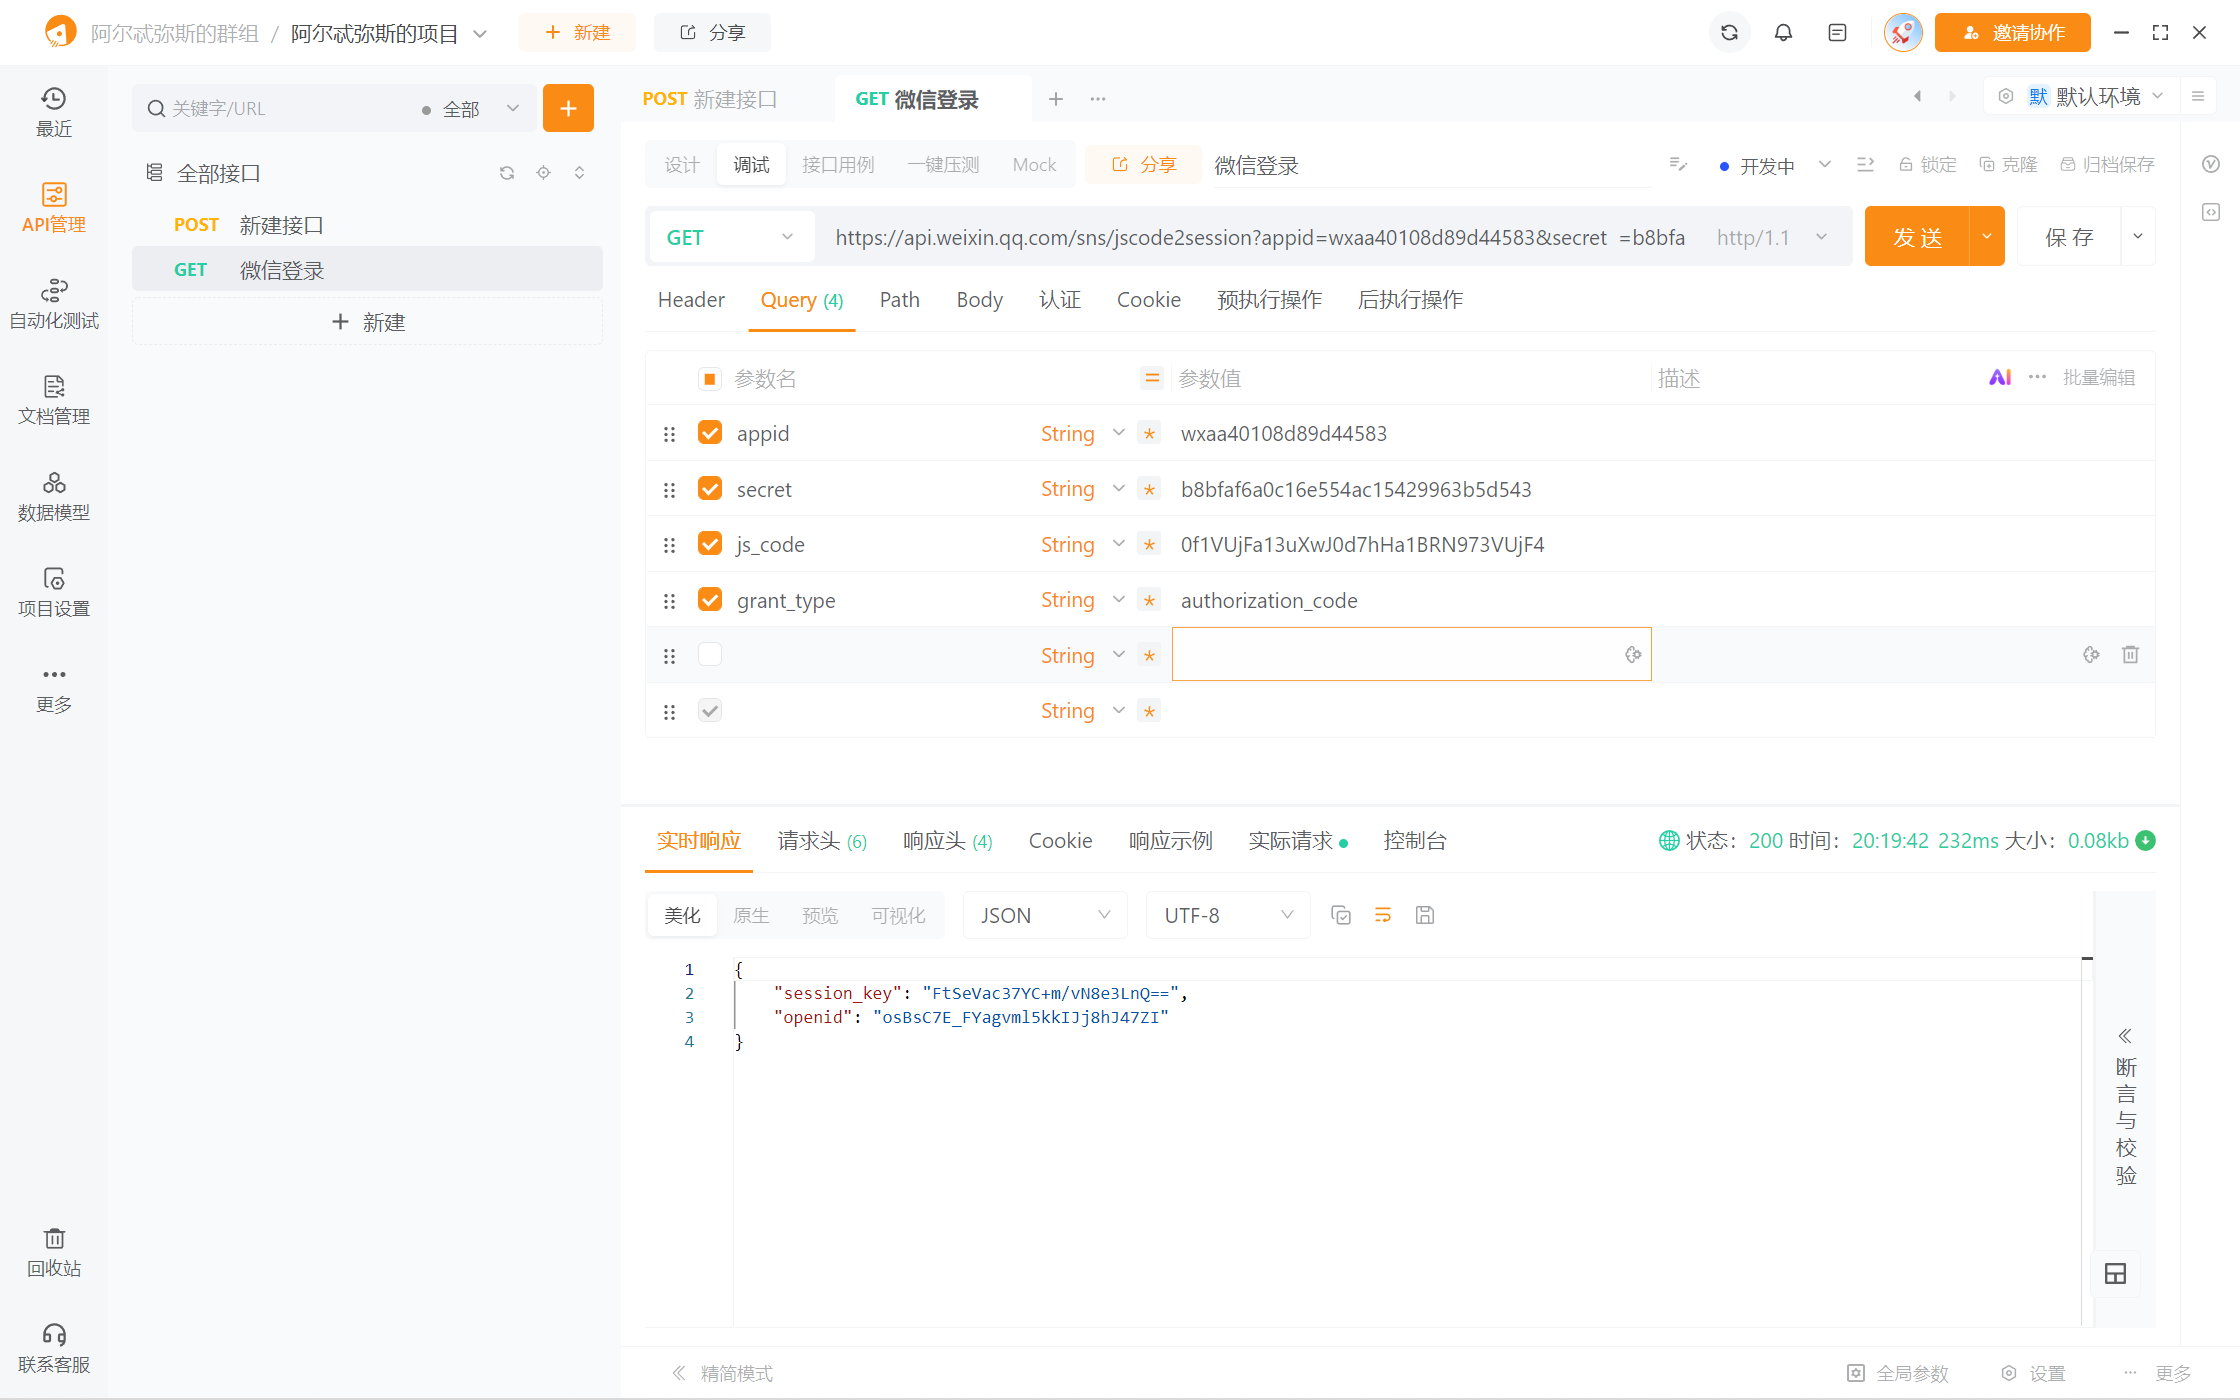 阿尔忒弥斯的群组 / 阿尔忒弥斯的项目
新建
分享
邀请协作
最近
API管理
自动化测试
文档管理
数据模型
项目设置
更多
回收站
联系客服
关键字/URL
全部
全部接口
POST 新建接口
GET 微信登录
新建
POST 新建接口
GET 微信登录
默 默认环境
设计 调试 接口用例 一键压测 Mock
分享
微信登录
开发中
锁定 克隆 归档保存
GET
https://api.weixin.qq.com/sns/jscode2session?appid=wxaa40108d89d44583&secret =b8bfa
http/1.1
发 送
保 存
Header Query (4) Path Body 认证 Cookie 预执行操作 后执行操作
参数名 参数值 描述 AI 批量编辑
appid String * wxaa40108d89d44583
secret String * b8bfaf6a0c16e554ac15429963b5d543
js_code String * 0f1VUjFa13uXwJ0d7hHa1BRN973VUjF4
grant_type String * authorization_code
String *
String *
实时响应 请求头 (6) 响应头 (4) Cookie 响应示例 实际请求 控制台
状态: 200 时间: 20:19:42 232ms 大小: 0.08kb
美化 原生 预览 可视化
JSON
UTF-8
1 {
2 "session_key": "FtSeVac37YC+m/vN8e3LnQ==",
3 "openid": "osBsC7E_FYagvml5kkIJj8hJ47ZI"
4 }
断言与校验
精简模式
全局参数
设置
更多